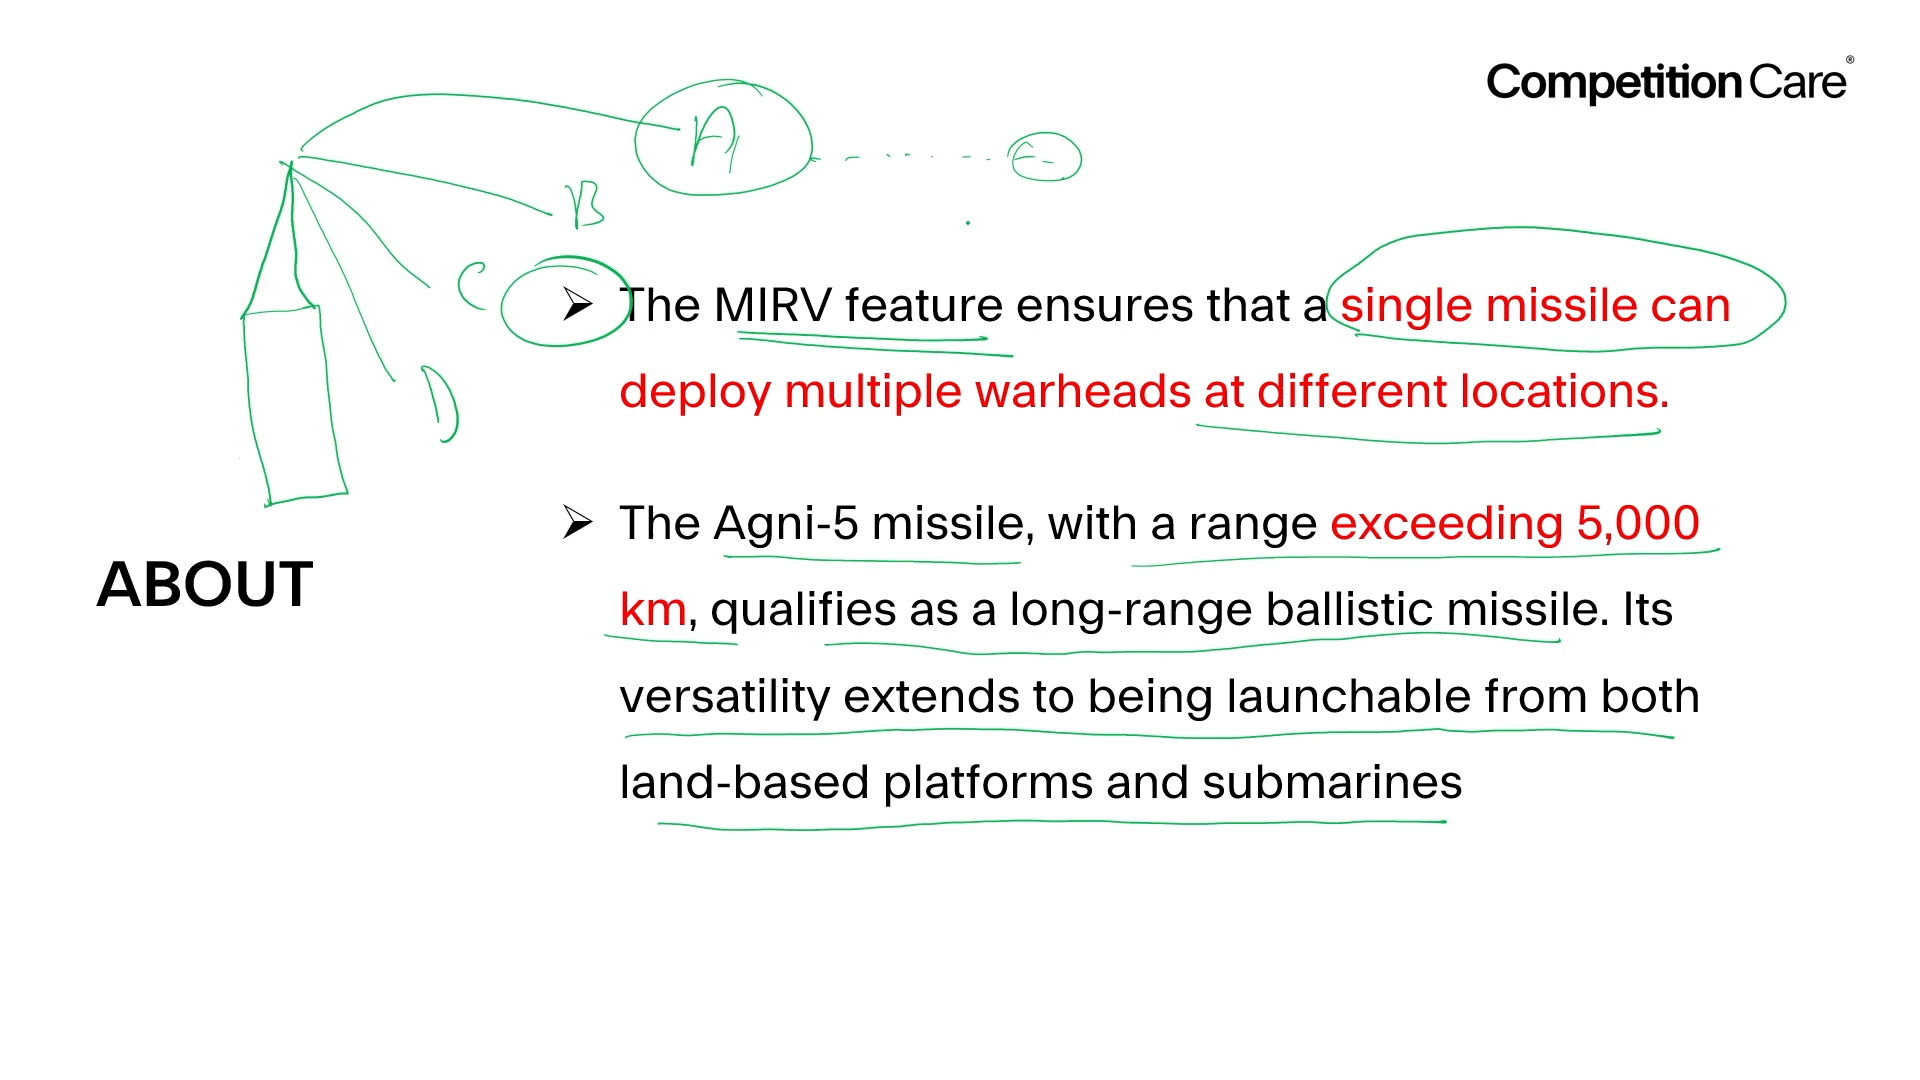 Competition Care®
A
B
C
➢ The MIRV feature ensures that a single missile can
deploy multiple warheads at different locations.
D
➢ The Agni-5 missile, with a range exceeding 5,000
km, qualifies as a long-range ballistic missile. Its
ABOUT
versatility extends to being launchable from both
land-based platforms and submarines